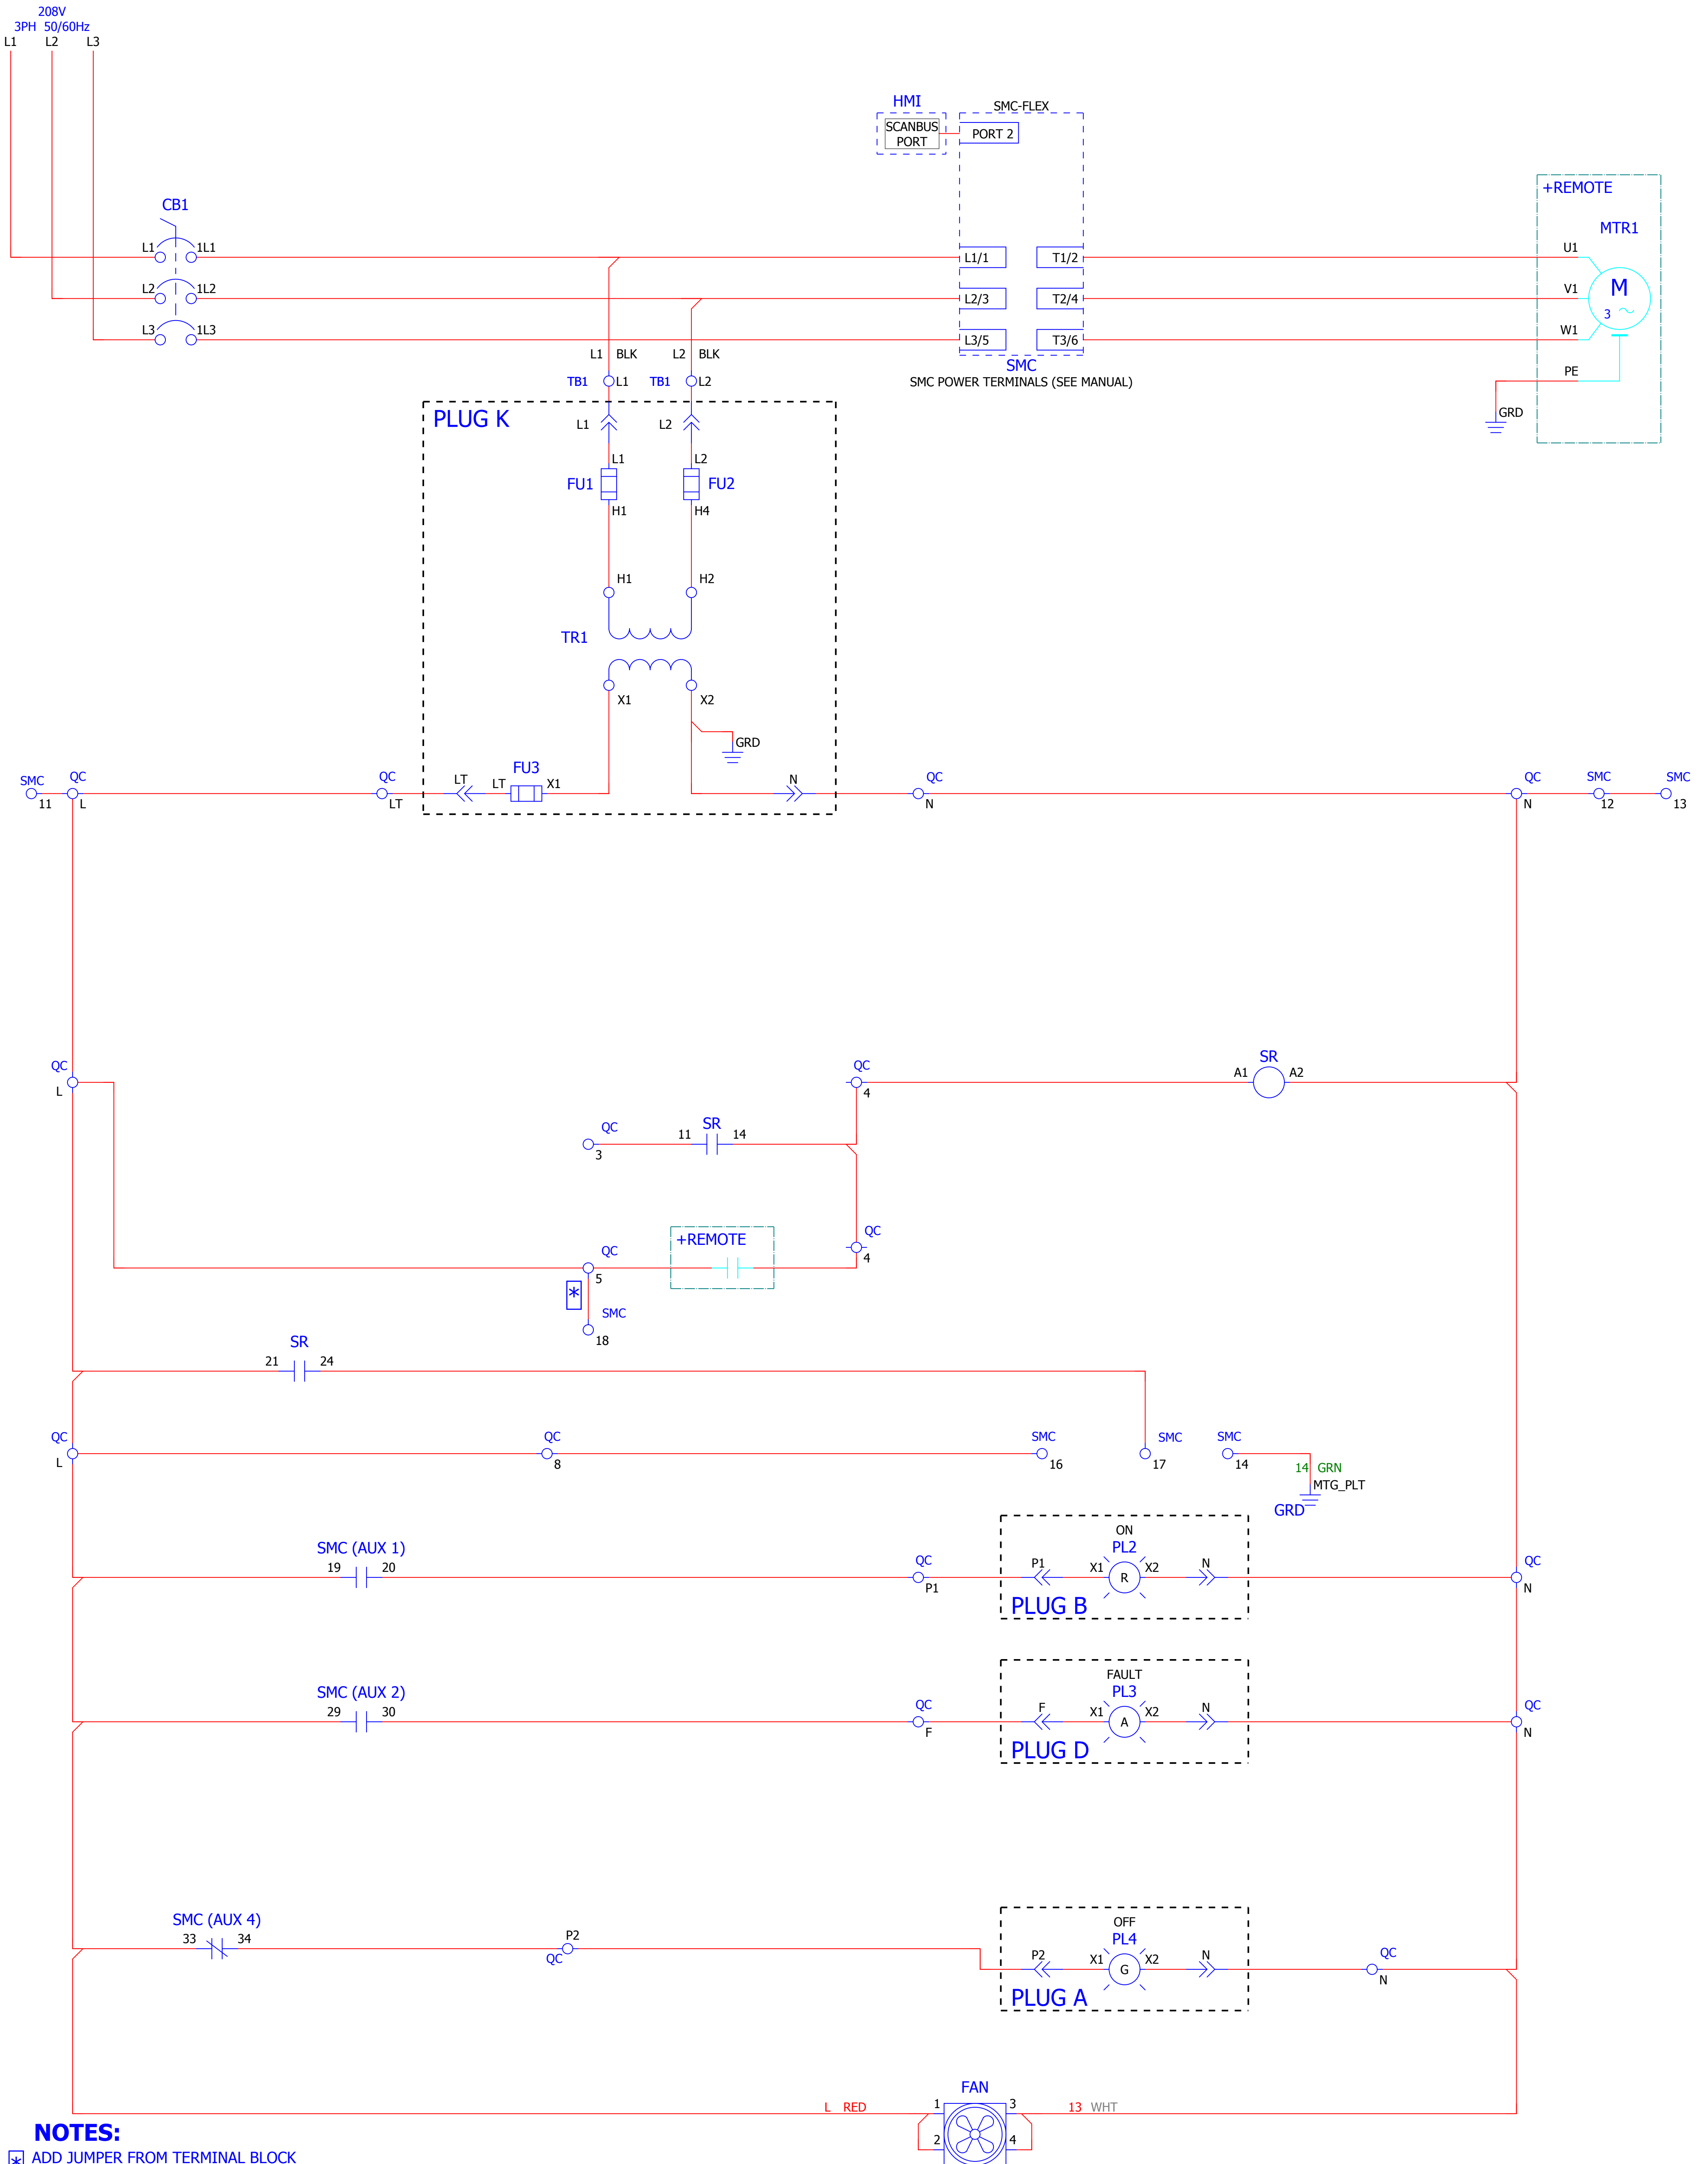 208V
3PH 50/60Hz
L1 L2 L3
HMI
SMC-FLEX
SCANBUS
PORT
PORT 2
+REMOTE
CB1
MTR1
L1 1L1
L1/1 T1/2
U1
L2 1L2
L2/3 T2/4
V1
M
3
L3 1L3
L3/5 T3/6
W1
L1 BLK L2 BLK
SMC
SMC POWER TERMINALS (SEE MANUAL)
PE
TB1 L1 TB1 L2
GRD
PLUG K
L1 L2
L1 L2
FU1 FU2
H1 H4
H1 H2
TR1
X1 X2
GRD
SMC QC QC LT LT FU3 X1 N QC QC SMC SMC
11 L LT N N 12 13
QC QC SR
L 4 A1 A2
QC SR
3 11 14
+REMOTE QC
QC 4
5
*
SMC
18
SR
21 24
QC QC SMC SMC SMC
L 8 16 17 14
14 GRN
MTG_PLT
GRD
ON
SMC (AUX 1) PL2
19 20 QC P1 X1 R X2 N QC
P1 N
PLUG B
FAULT
SMC (AUX 2) PL3
29 30 QC F X1 A X2 N QC
F N
PLUG D
SMC (AUX 4) OFF
33 34 P2 PL4
QC P2 X1 G X2 N QC
N
PLUG A
FAN
L RED 1 3 13 WHT
2 4
NOTES:
* ADD JUMPER FROM TERMINAL BLOCK